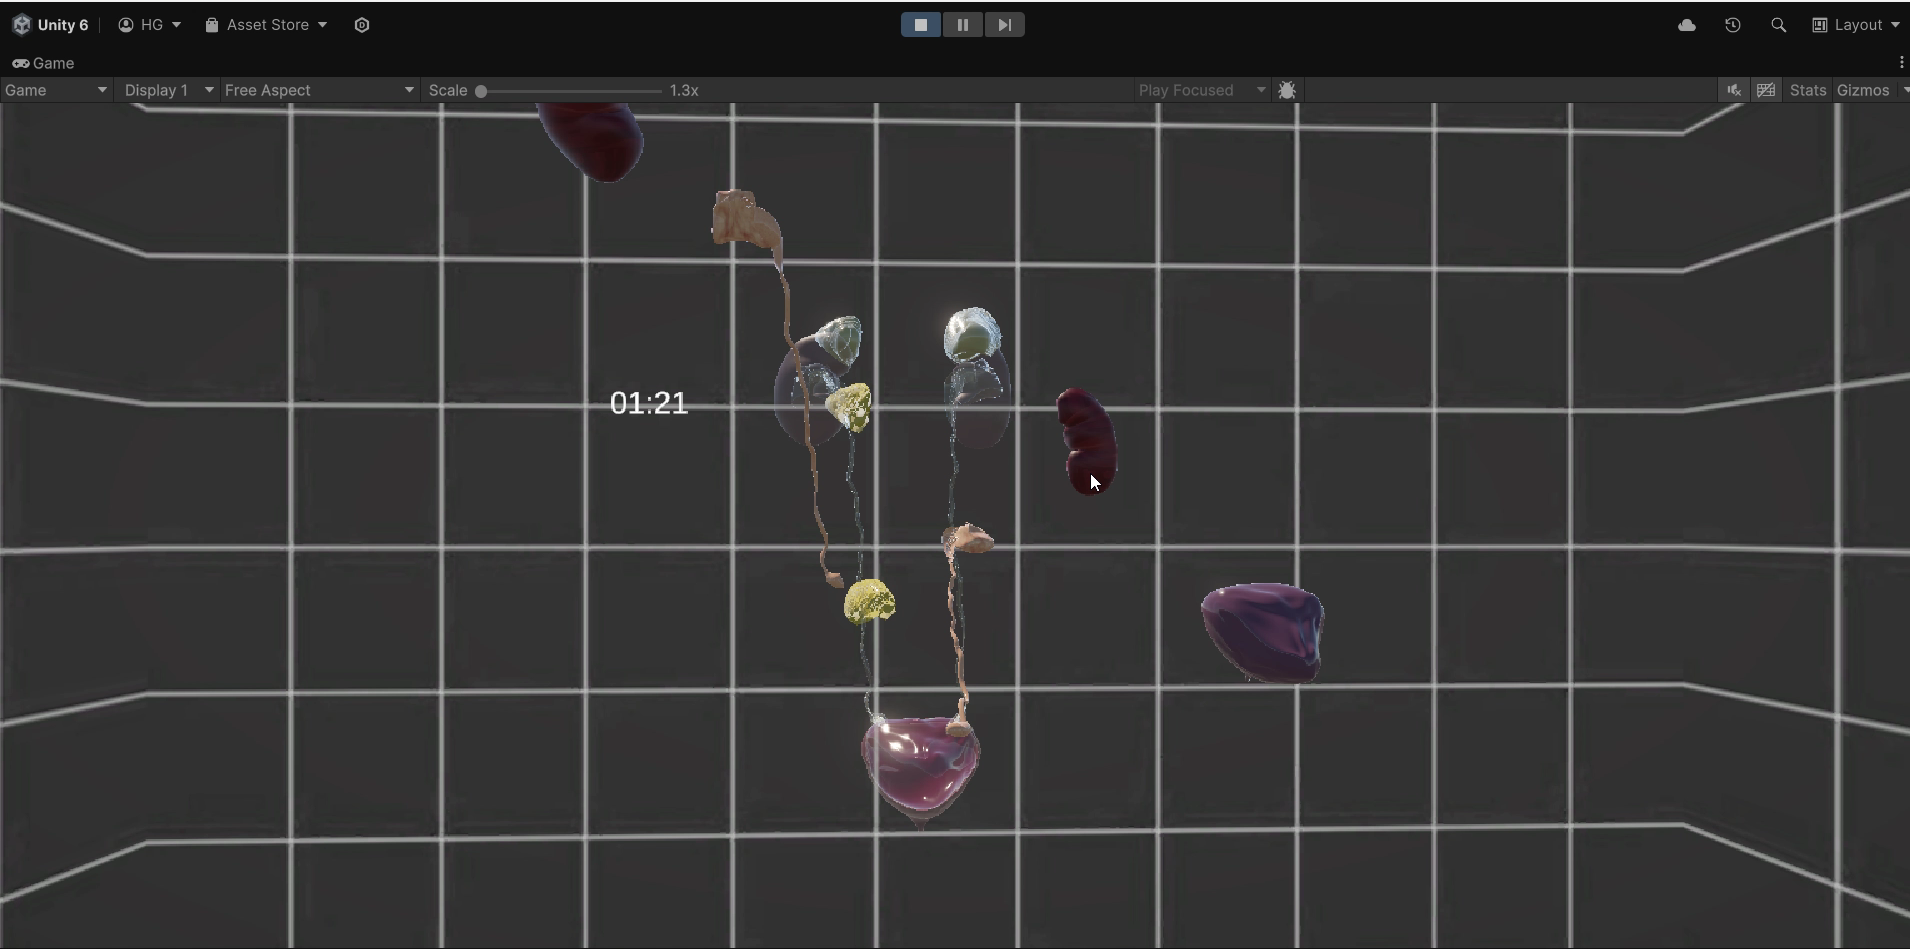 Unity 6 HG Asset Store Layout
Game
Game Display 1 Free Aspect Scale 1.3x Play Focused Stats Gizmos
01:21